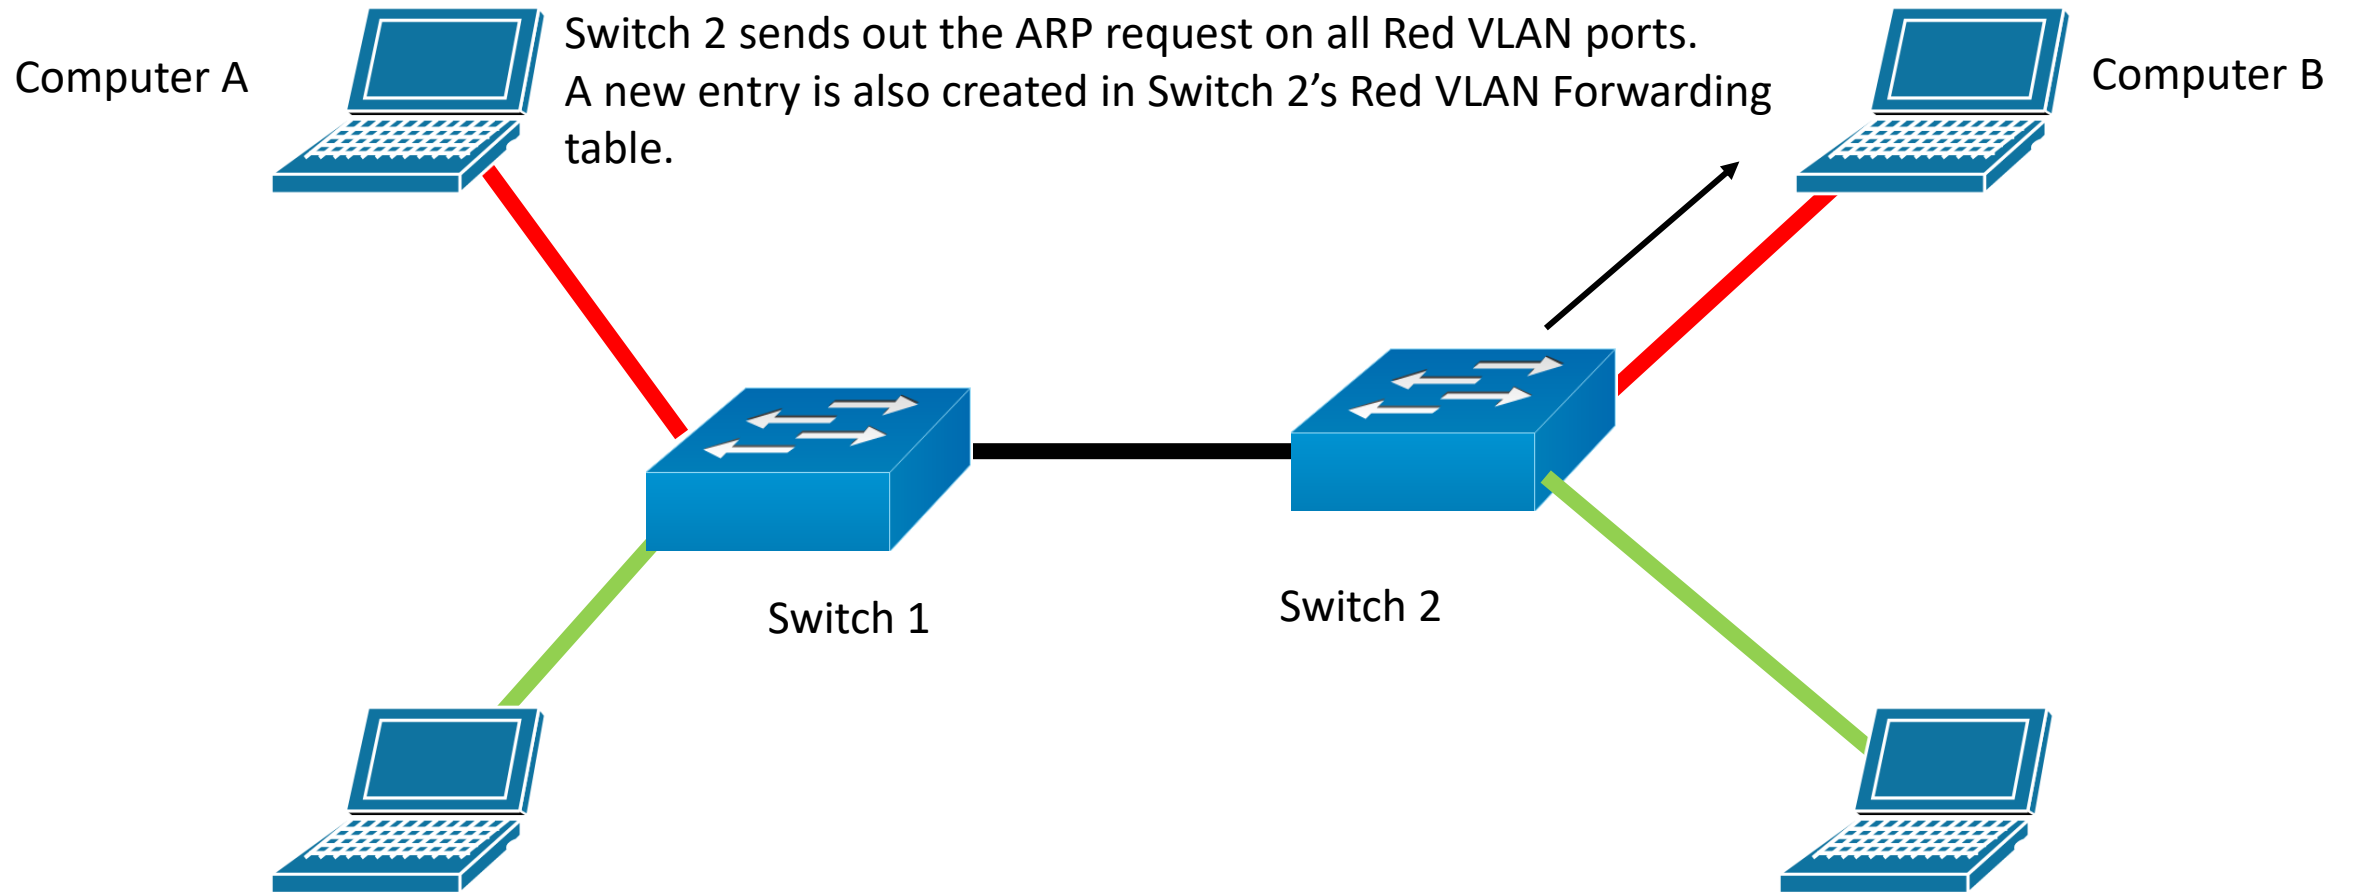 Computer A
Switch 2 sends out the ARP request on all Red VLAN ports.
A new entry is also created in Switch 2’s Red VLAN Forwarding
table.
Computer B
Switch 1
Switch 2